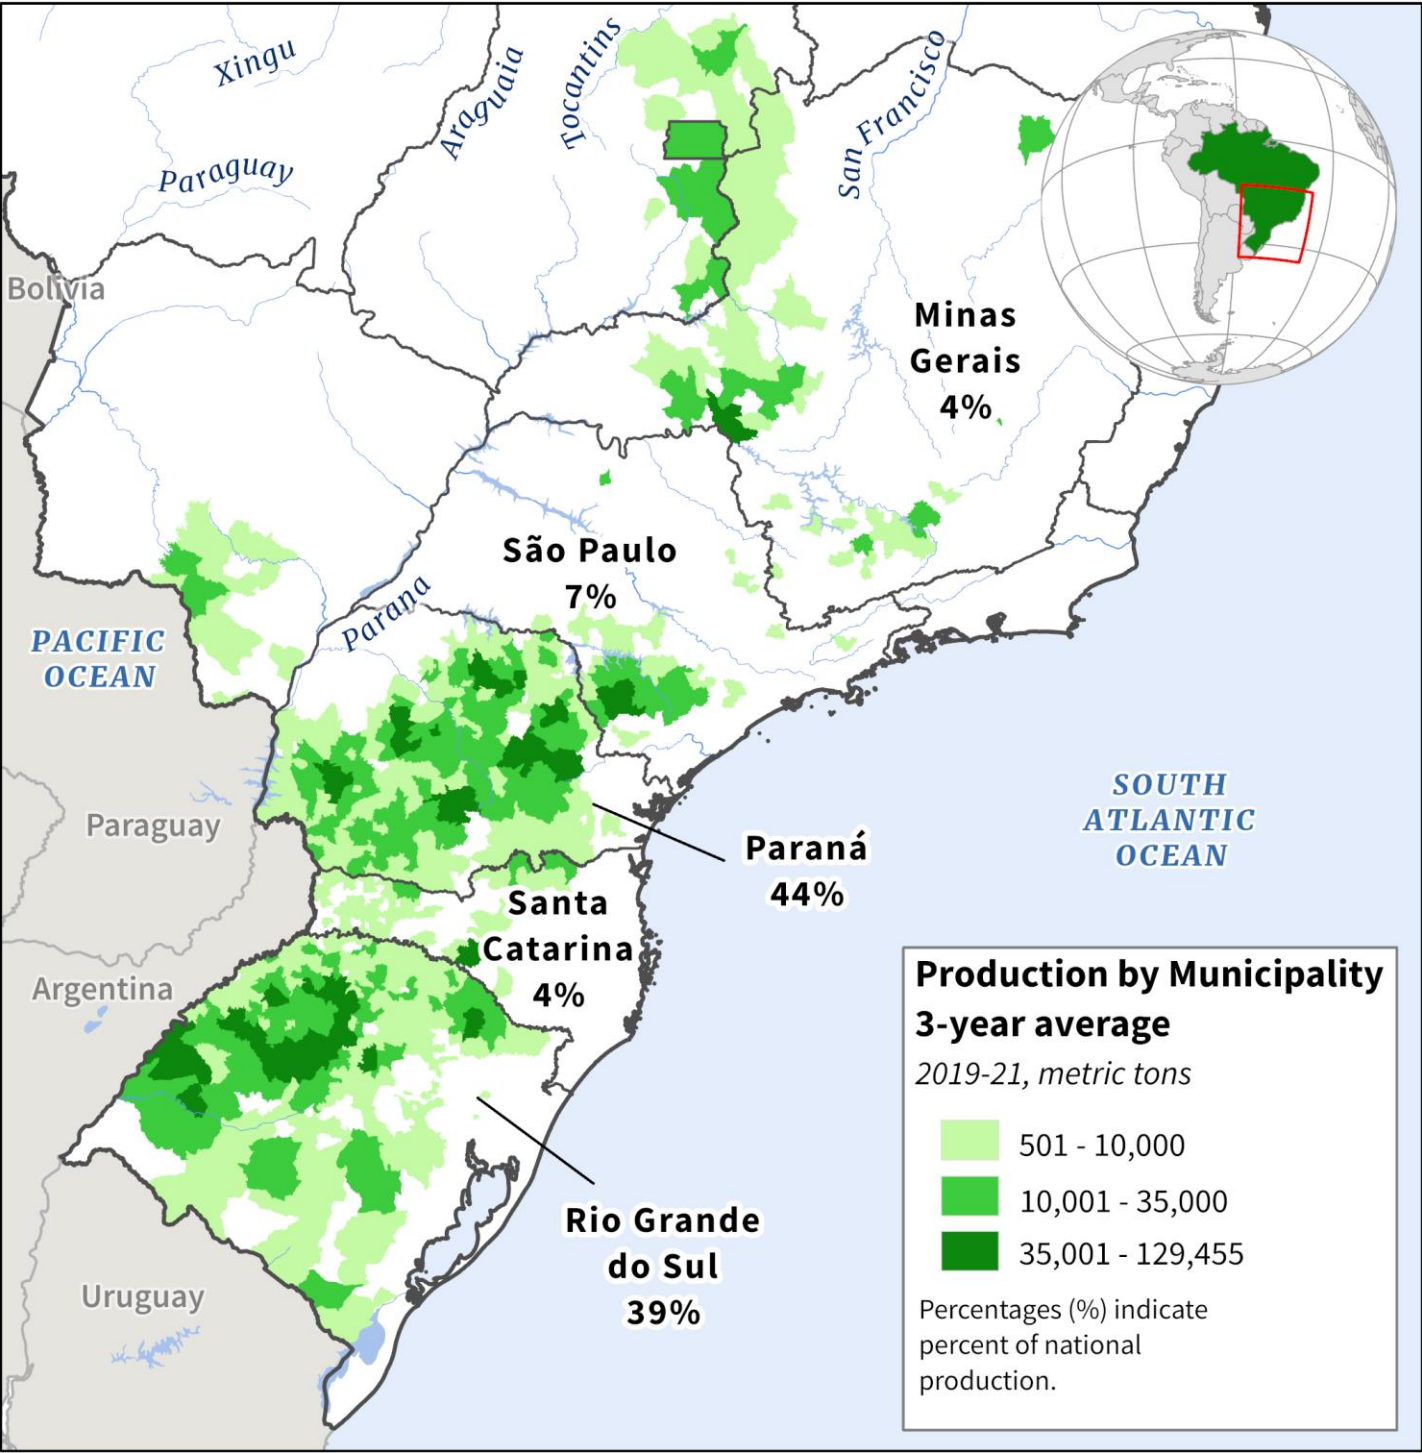 Xingu
Araguaia
Tocantins
San Francisco
Paraguay
Bolivia
Minas
Gerais
4%
São Paulo
7%
Parana
PACIFIC
OCEAN
SOUTH
ATLANTIC
OCEAN
Paraguay
Paraná
44%
Santa
Catarina
4%
Argentina
Rio Grande
do Sul
39%
Uruguay
Production by Municipality
3-year average
2019-21, metric tons
501 - 10,000
10,001 - 35,000
35,001 - 129,455
Percentages (%) indicate
percent of national
production.